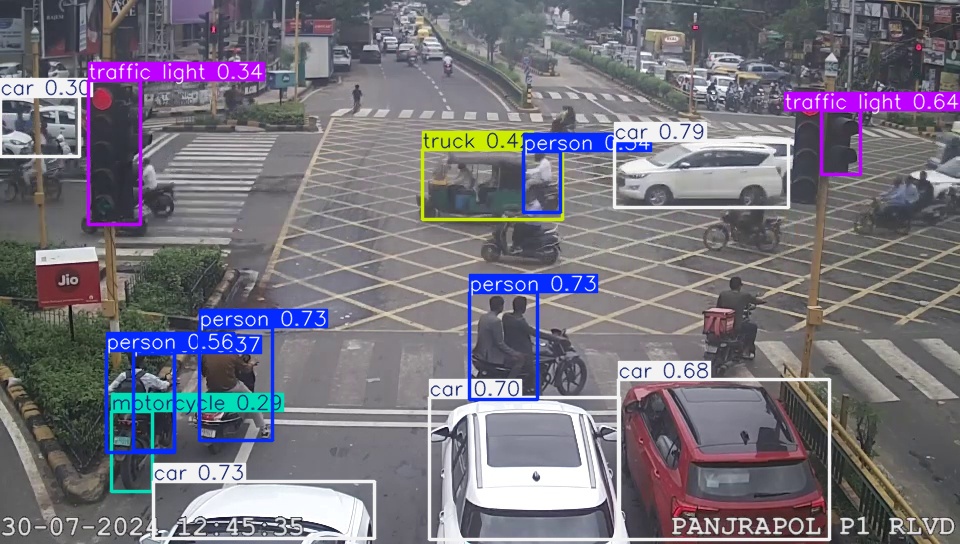 traffic light 0.34
car 0.30
traffic light 0.64
car 0.79
truck 0.4
person 0.54
person 0.73
Jio
person 0.73
person 0.56 37
car 0.68
car 0.70
motorcycle 0.29
car 0.73
30-07-2024 12:45:35
PANJRAPOL P1 RLVD